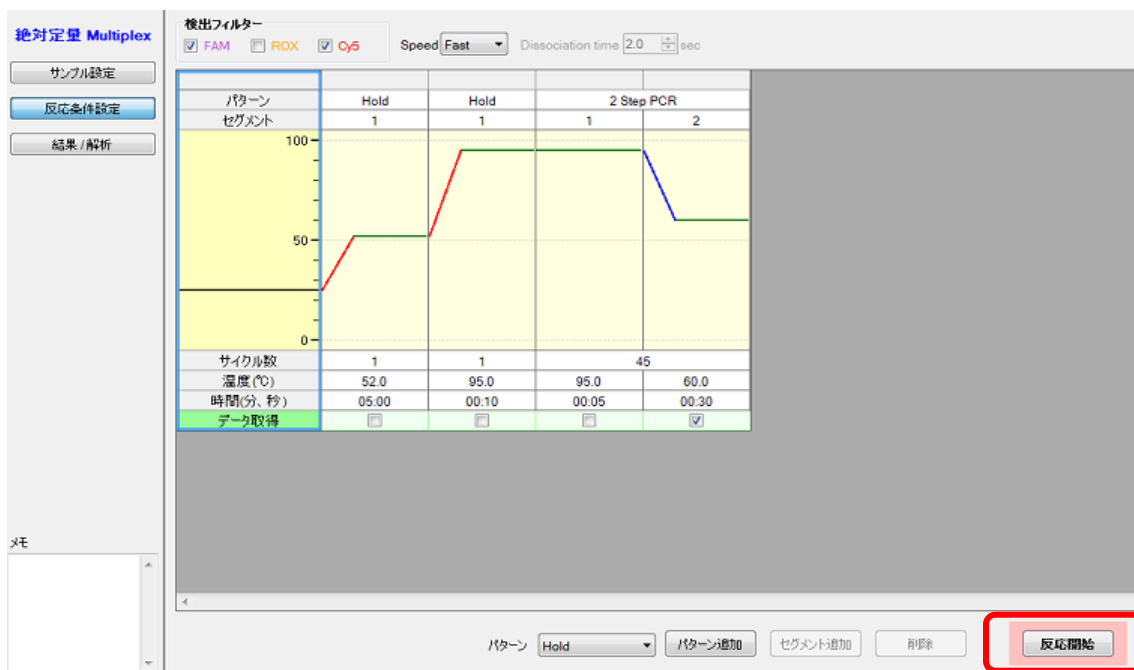 絶対定量 Multiplex
サンプル設定
反応条件設定
結果 / 解析
メモ
検出フィルター
FAM ROX Cy5 Speed Fast Dissociation time 2.0 sec
パターン Hold Hold 2 Step PCR
セグメント 1 1 1 2
100
50
0
サイクル数 1 1 45
温度(℃) 52.0 95.0 95.0 60.0
時間(分、秒) 05:00 00:10 00:05 00:30
データ取得
パターン Hold パターン追加 セグメント追加 削除 反応開始